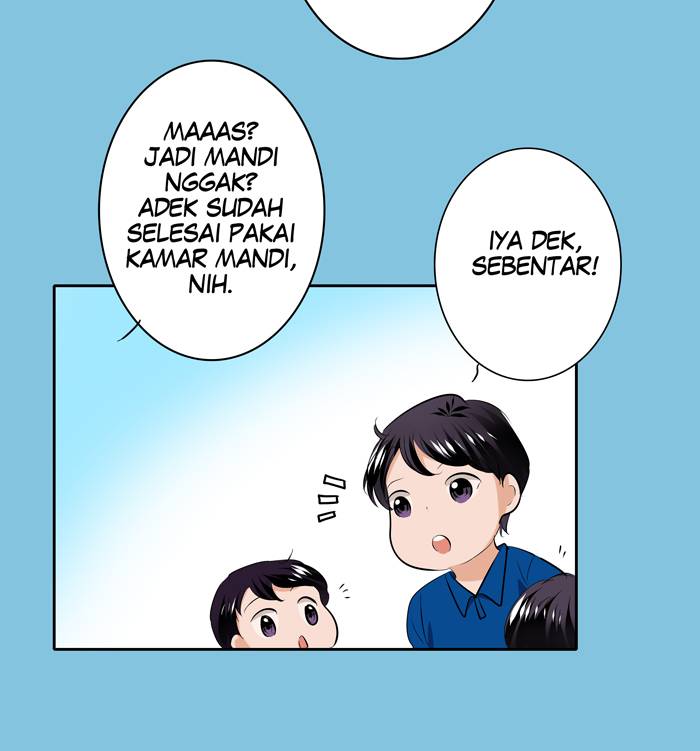 MAAAS?
JADI MANDI
NGGAK?
ADEK SUDAH
SELESAI PAKAI
KAMAR MANDI,
NIH.
IYA DEK,
SEBENTAR!